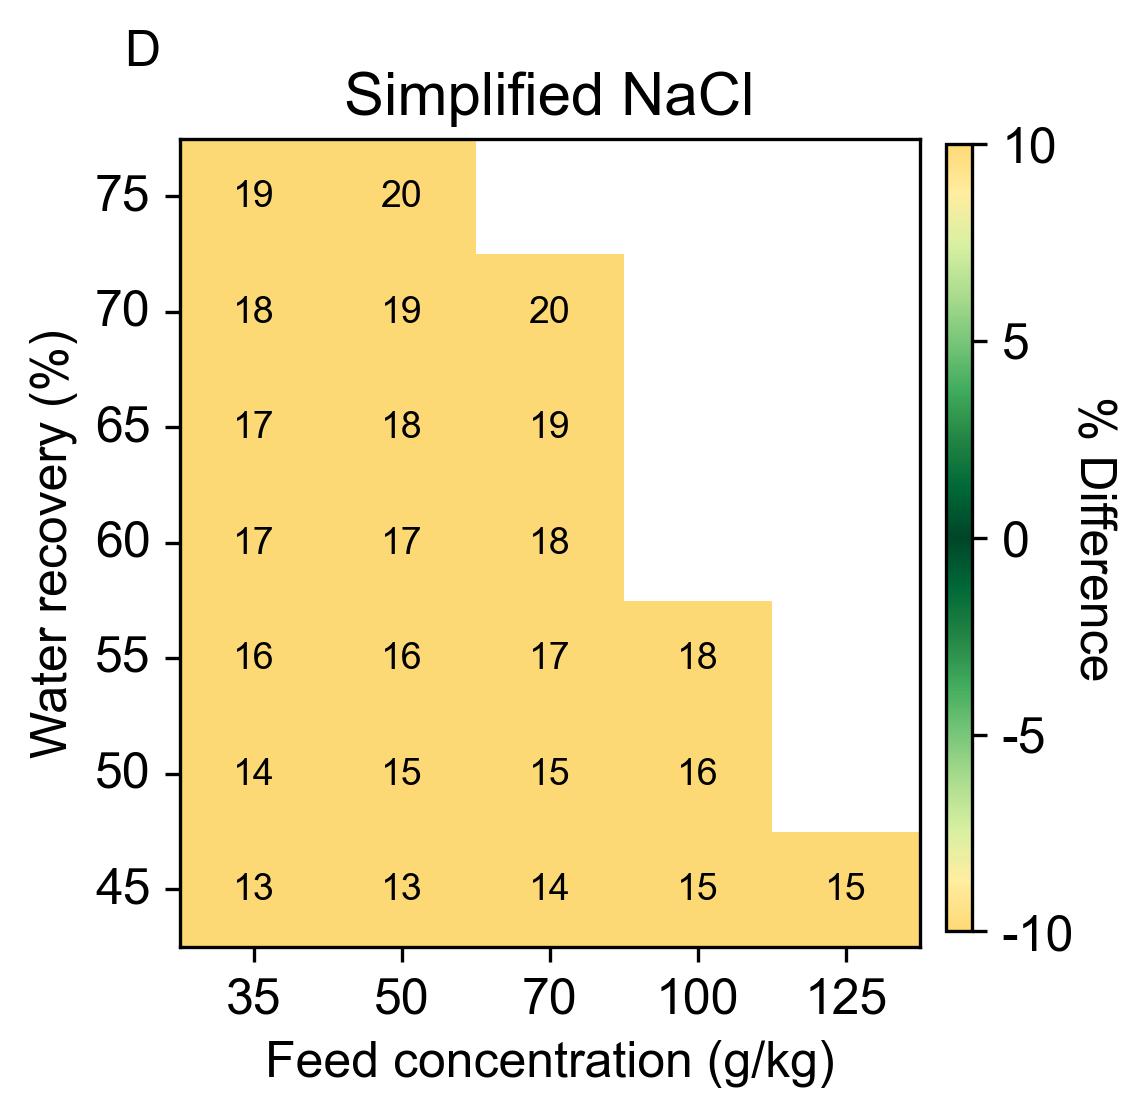 D
Simplified NaCl
75 19 20
70 18 19 20
65 17 18 19
60 17 17 18
55 16 16 17 18
50 14 15 15 16
45 13 13 14 15 15
35 50 70 100 125
Feed concentration (g/kg)
Water recovery (%)
10
5
0
-5
-10
% Difference